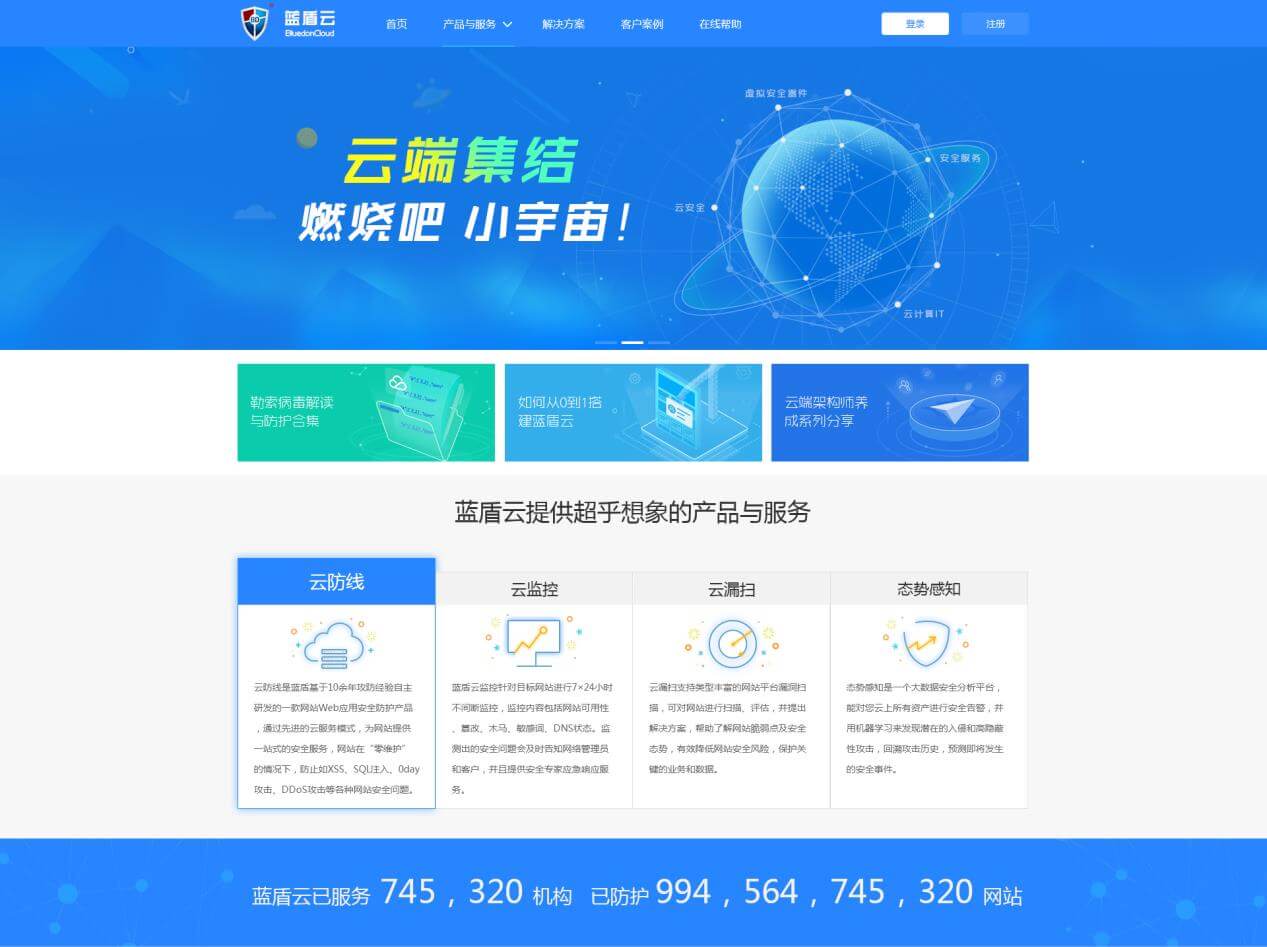 蓝盾云
BluedonCloud
首页
产品与服务
解决方案
客户案例
在线帮助
登录
注册
云端集结
燃烧吧 小宇宙！
虚拟安全器件
安全服务
云安全
云计算IT
勒索病毒解读
与防护合集
如何从0到1搭
建蓝盾云
云端架构师养
成系列分享
蓝盾云提供超乎想象的产品与服务
云防线
云防线是蓝盾基于10余年攻防经验自主
研发的一款网站Web应用安全防护产品
，通过先进的云服务模式，为网站提供
一站式的安全服务，网站在“零维护”
的情况下，防止如XSS、SQL注入、0day
攻击、DDoS攻击等各种网站安全问题。
云监控
蓝盾云监控针对目标网站进行7×24小时
不间断监控，监控内容包括网站可用性
、篡改、木马、敏感词、DNS状态。监
测出的安全问题会及时告知网络管理员
和客户，并且提供安全专家应急响应服
务。
云漏扫
云漏扫支持类型丰富的网站平台漏洞扫
描，可对网站进行扫描、评估，并提出
解决方案，帮助了解网站脆弱点及安全
态势，有效降低网站安全风险，保护关
键的业务和数据。
态势感知
态势感知是一个大数据安全分析平台，
能对您云上所有资产进行安全告警，并
用机器学习来发现潜在的入侵和高隐蔽
性攻击，回溯攻击历史，预测即将发生
的安全事件。
蓝盾云已服务 745，320 机构 已防护 994，564，745，320 网站